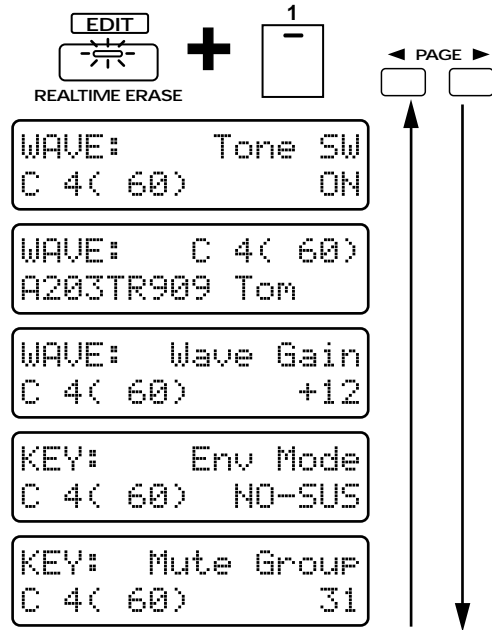 EDIT
+
1
REALTIME ERASE
◄ PAGE ►
WAVE: Tone SW
C 4( 60) ON
WAVE: C 4( 60)
A203TR909 Tom
WAVE: Wave Gain
C 4( 60) +12
KEY: Env Mode
C 4( 60) NO-SUS
KEY: Mute Group
C 4( 60) 31